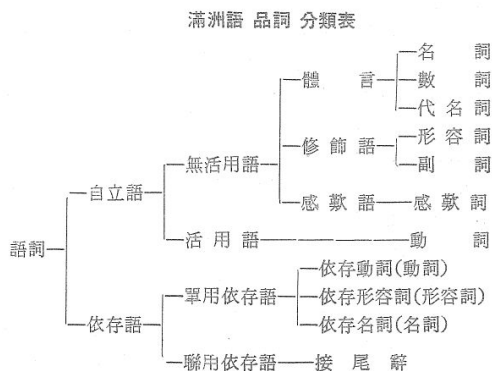 滿洲語 品詞 分類表
名 詞
體 言
數 詞
代名詞
形容詞
修飾語
副 詞
無活用語
感歎語
感歎詞
自立語
活用語
動 詞
語詞
依存動詞(動詞)
單用依存語
依存形容詞(形容詞)
依存名詞(名詞)
依存語
聯用依存語
接尾辭